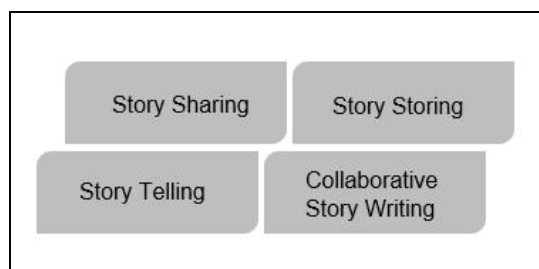 Story Sharing
Story Storing
Story Telling
Collaborative
Story Writing